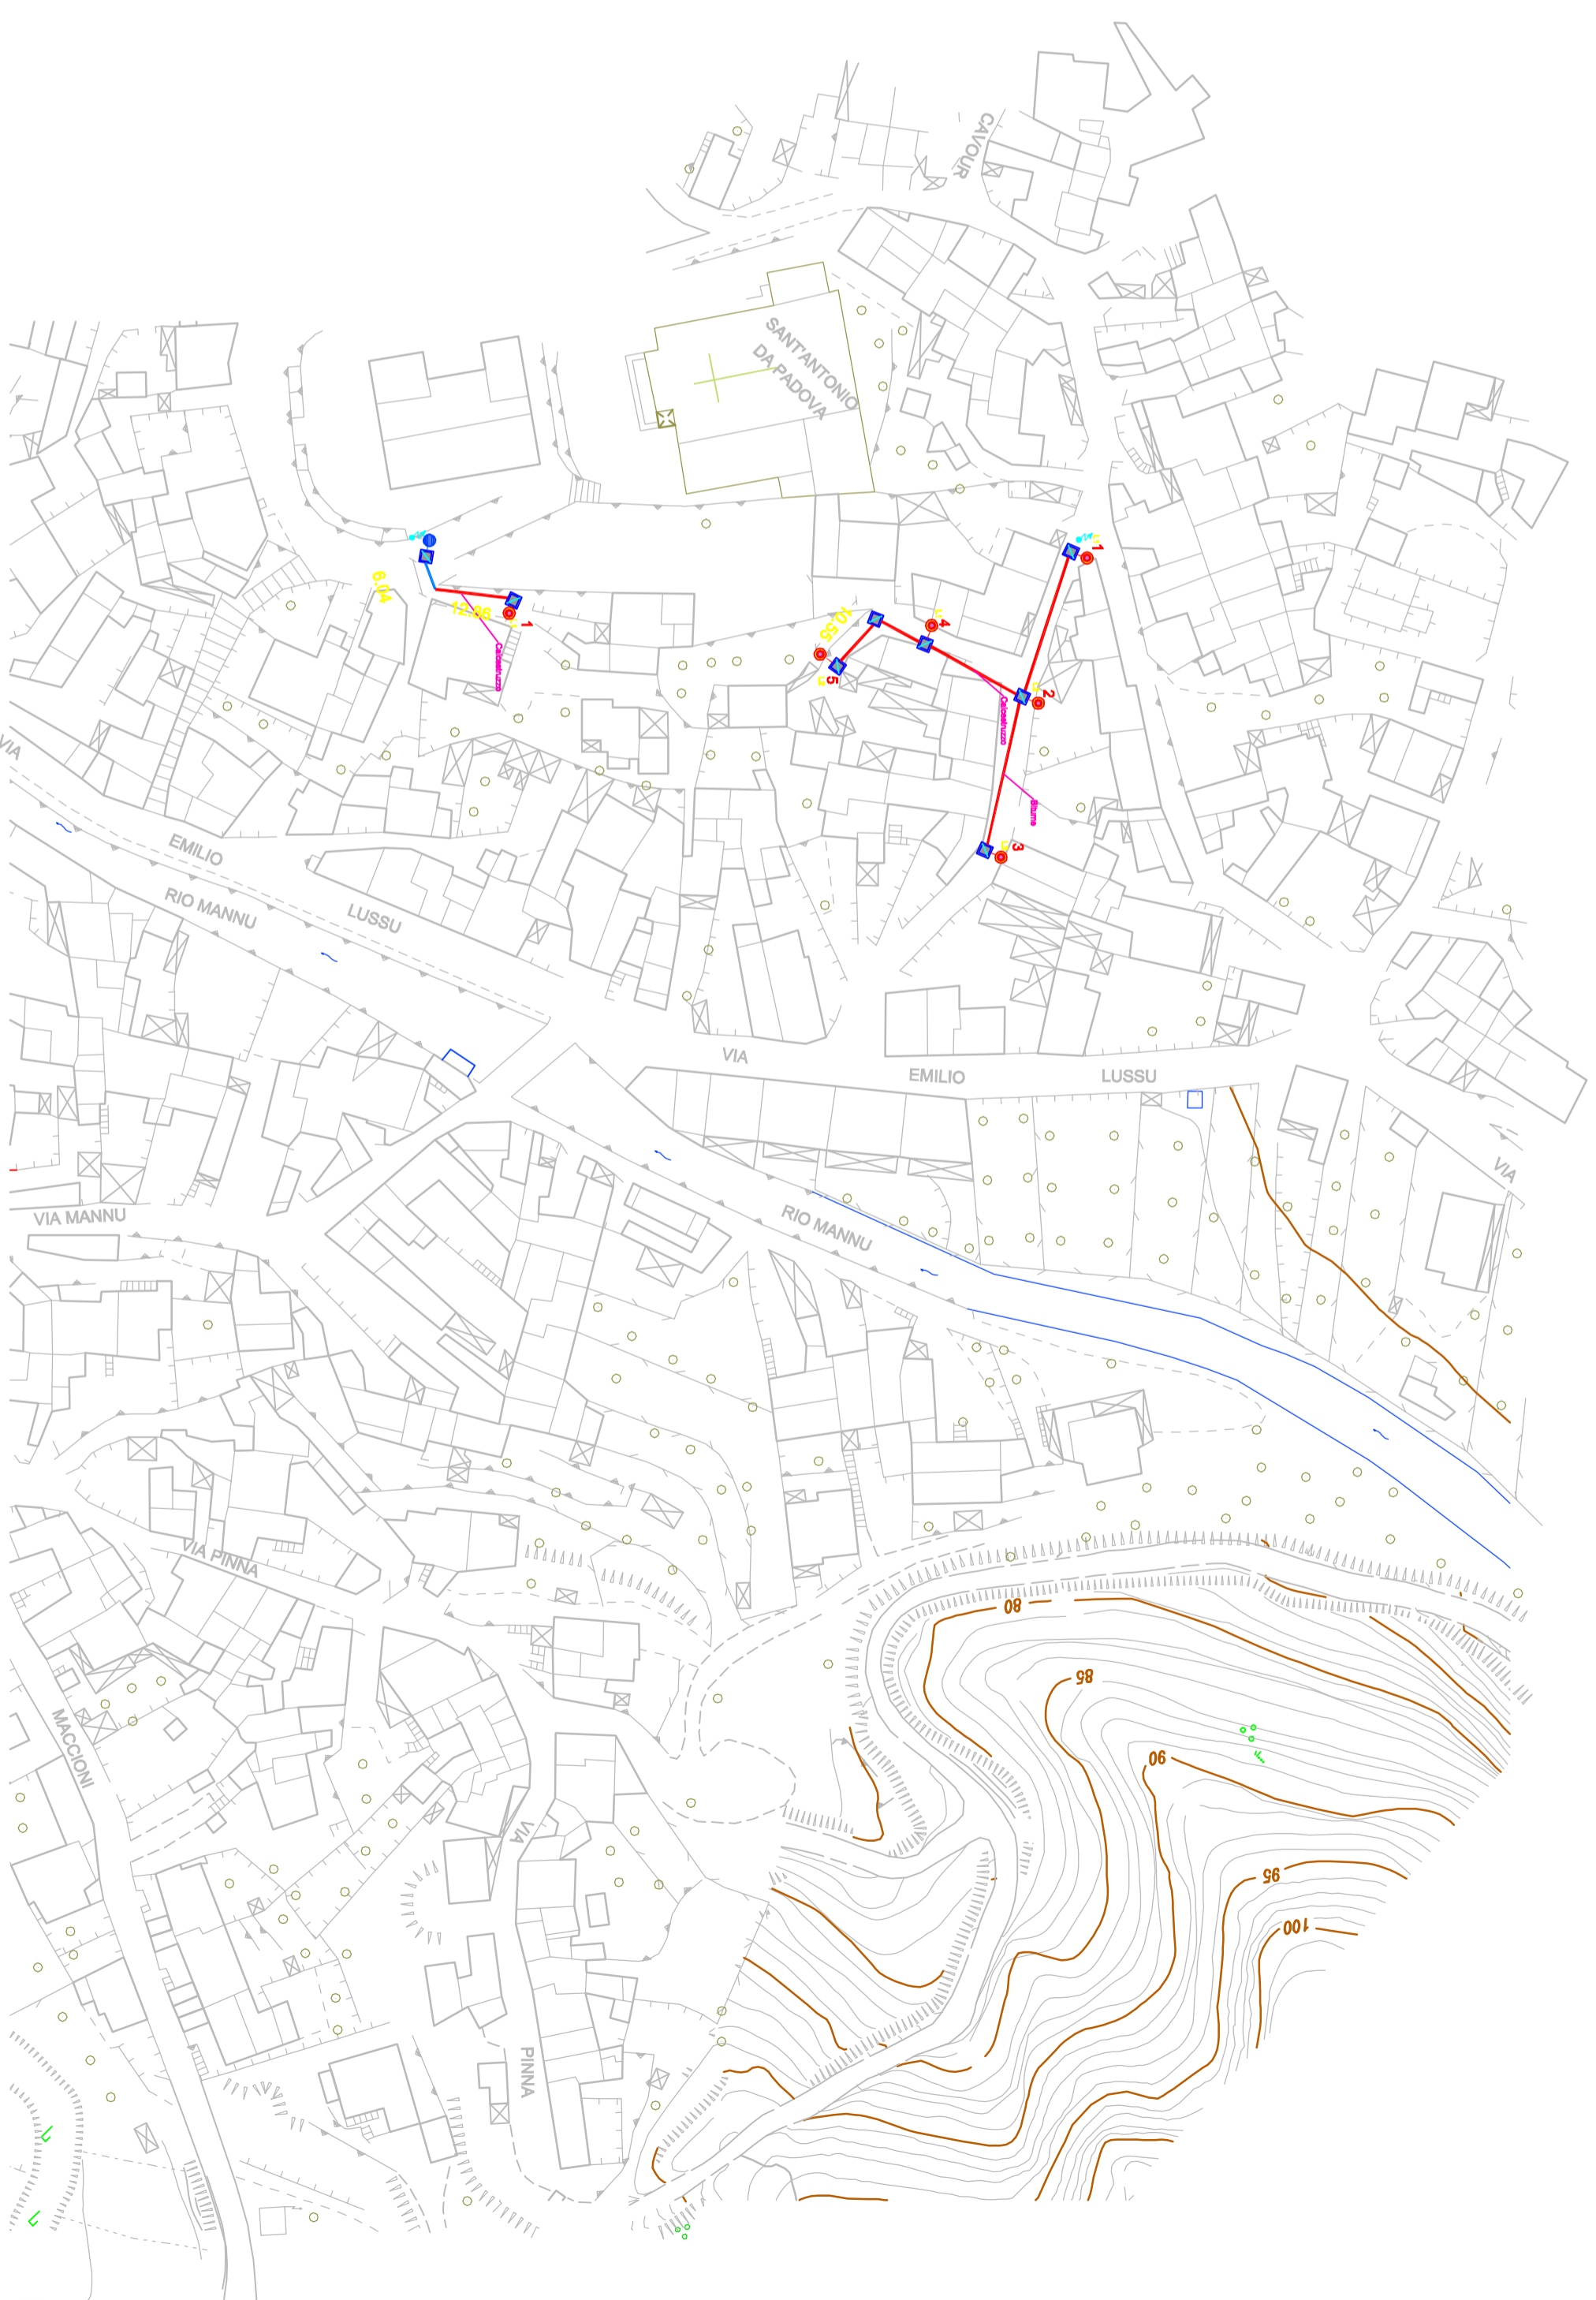 CAVOUR
SANT'ANTONIO
DA PADOVA
1
6.04
12.86
1
Calcestruzzo
10.55
4
5
2
Calcestruzzo
Bitume
3
VIA
EMILIO
LUSSU
RIO MANNU
VIA
EMILIO
LUSSU
VIA
VIA MANNU
RIO MANNU
VIA PINNA
80
85
90
95
100
MACCIONI
VIA
PINNA